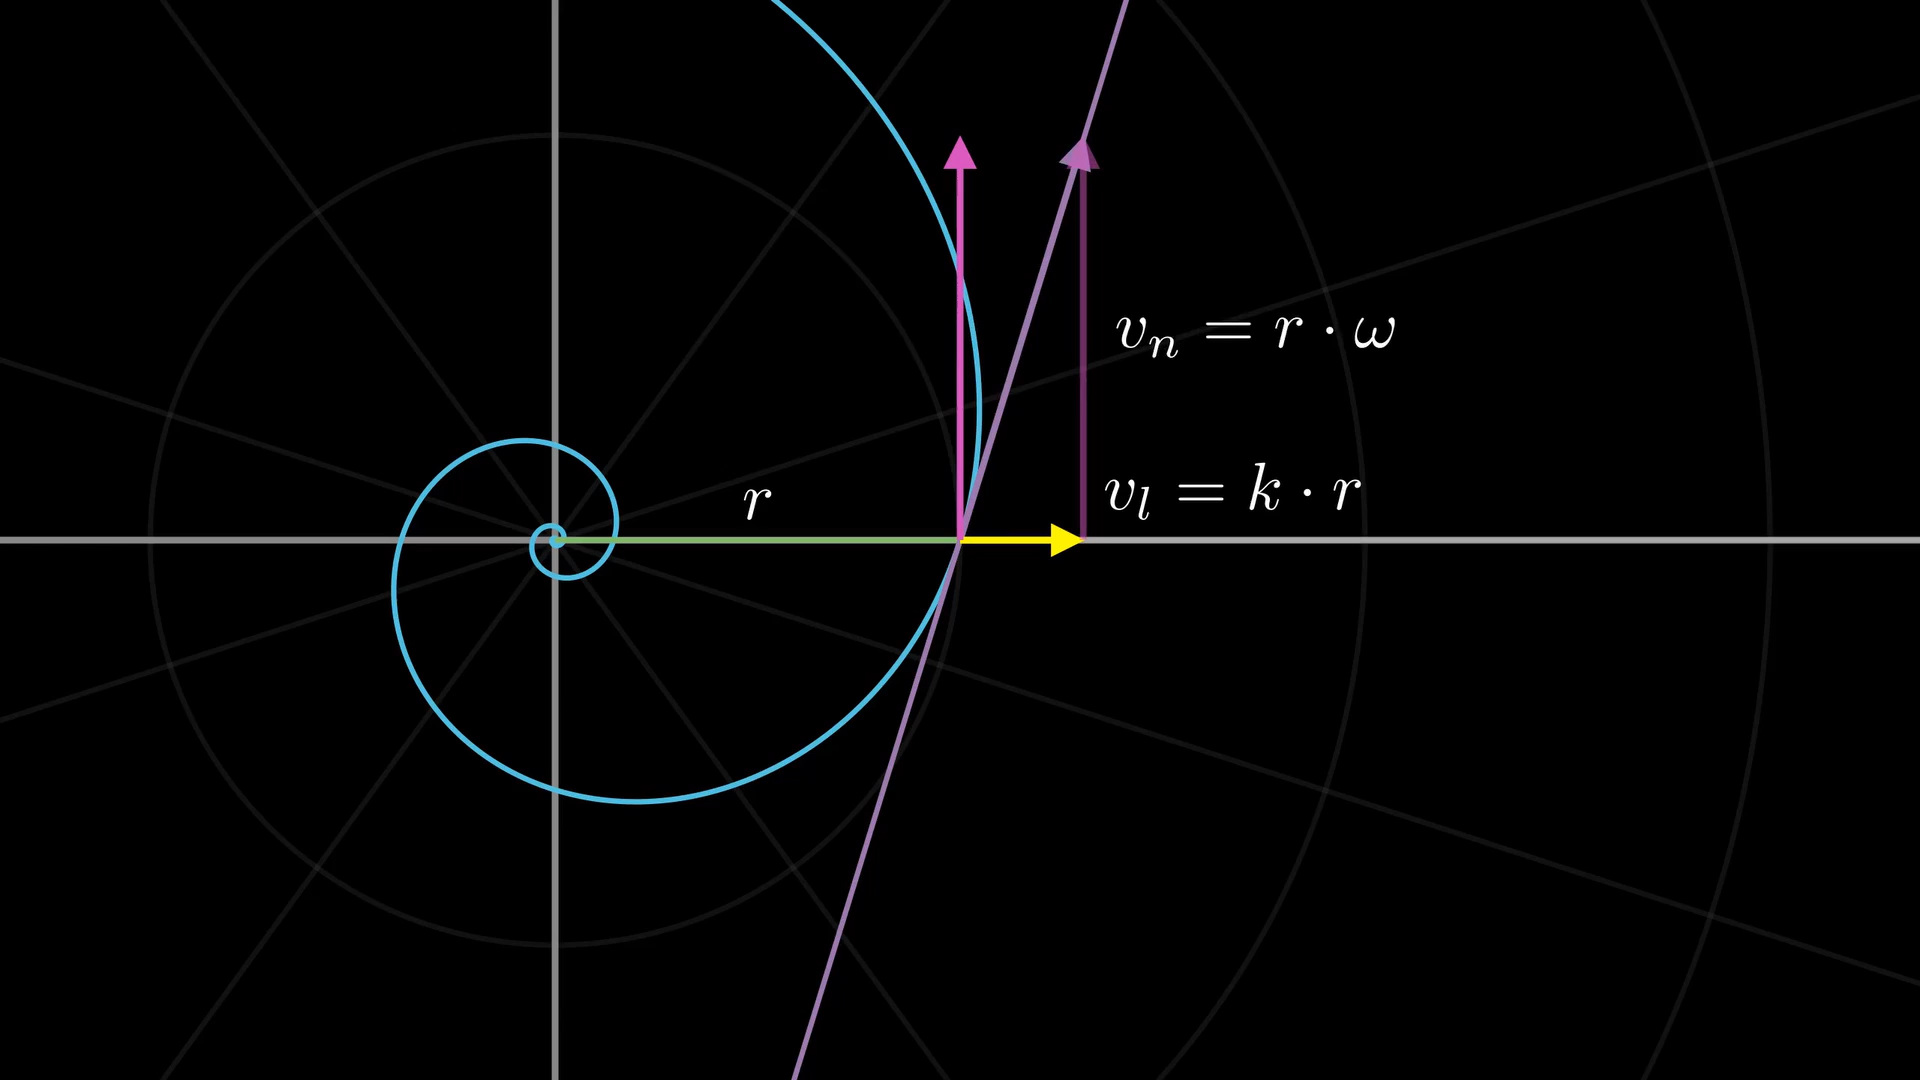 v_n = r · ω
v_l = k · r
r